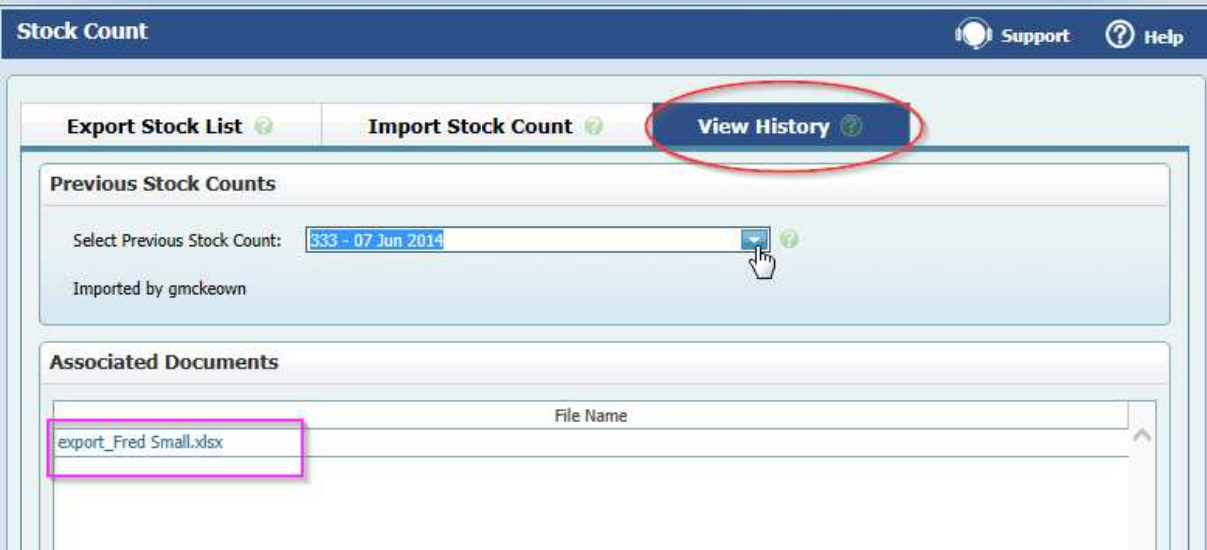 Stock Count Support Help
Export Stock List Import Stock Count View History
Previous Stock Counts
Select Previous Stock Count: 333 - 07 Jun 2014
Imported by gmckeown
Associated Documents
File Name
export_Fred Small.xlsx